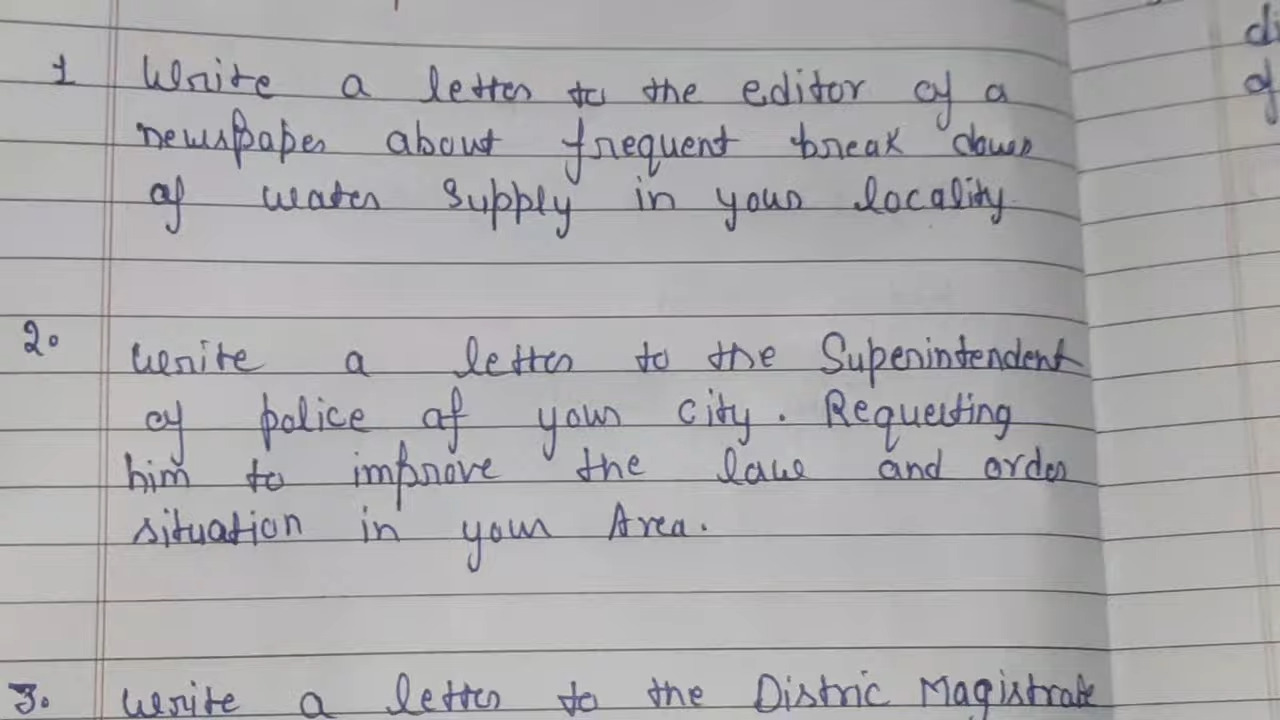 1 Write a letter to the editor of a
newspaper about frequent break down
of water supply in your locality
2. Write a letter to the Superintendent
of police of your city. Requesting
him to improve the law and order
situation in your Area.
3. Write a letter to the Distric Magistrate